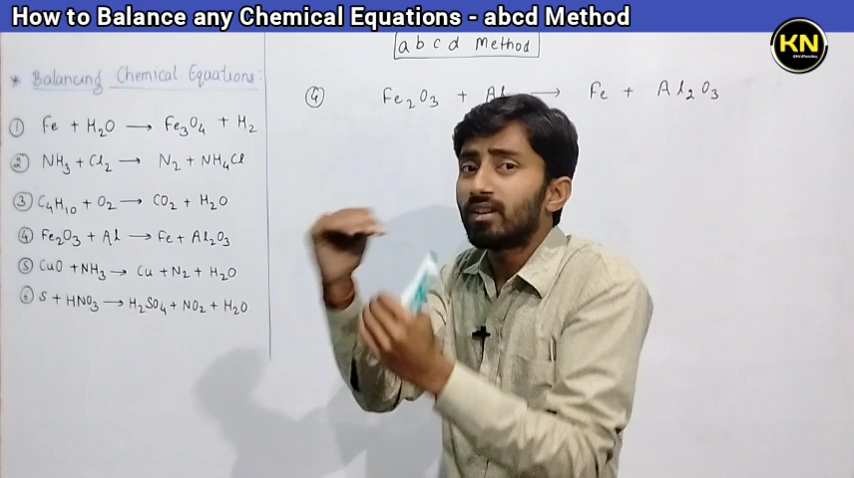 How to Balance any Chemical Equations - abcd Method
KN
a b c d Method
* Balancing Chemical Equations:
④ Fe₂O₃ + Al → Fe + Al₂O₃
① Fe + H₂O → Fe₃O₄ + H₂
② NH₃ + Cl₂ → N₂ + NH₄Cl
③ C₄H₁₀ + O₂ → CO₂ + H₂O
④ Fe₂O₃ + Al → Fe + Al₂O₃
⑤ CuO + NH₃ → Cu + N₂ + H₂O
⑥ S + HNO₃ → H₂SO₄ + NO₂ + H₂O